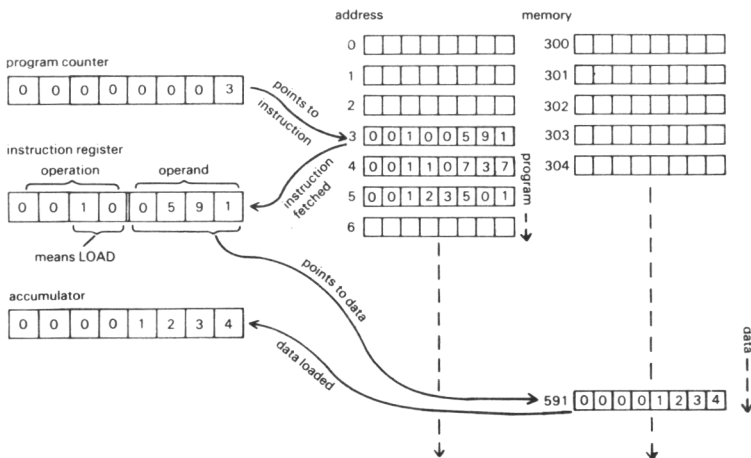 address memory
0 300
program counter
1 301
0 0 0 0 0 0 0 3
2 302
points to
instruction
3 0 0 1 0 0 5 9 1 303
instruction register
4 0 0 1 1 0 7 3 7 304
operation operand
instruction
fetched
program
5 0 0 1 2 3 5 0 1
0 0 1 0 0 5 9 1
6
means LOAD
points to data
accumulator
0 0 0 0 1 2 3 4
data loaded
data
591 0 0 0 0 1 2 3 4